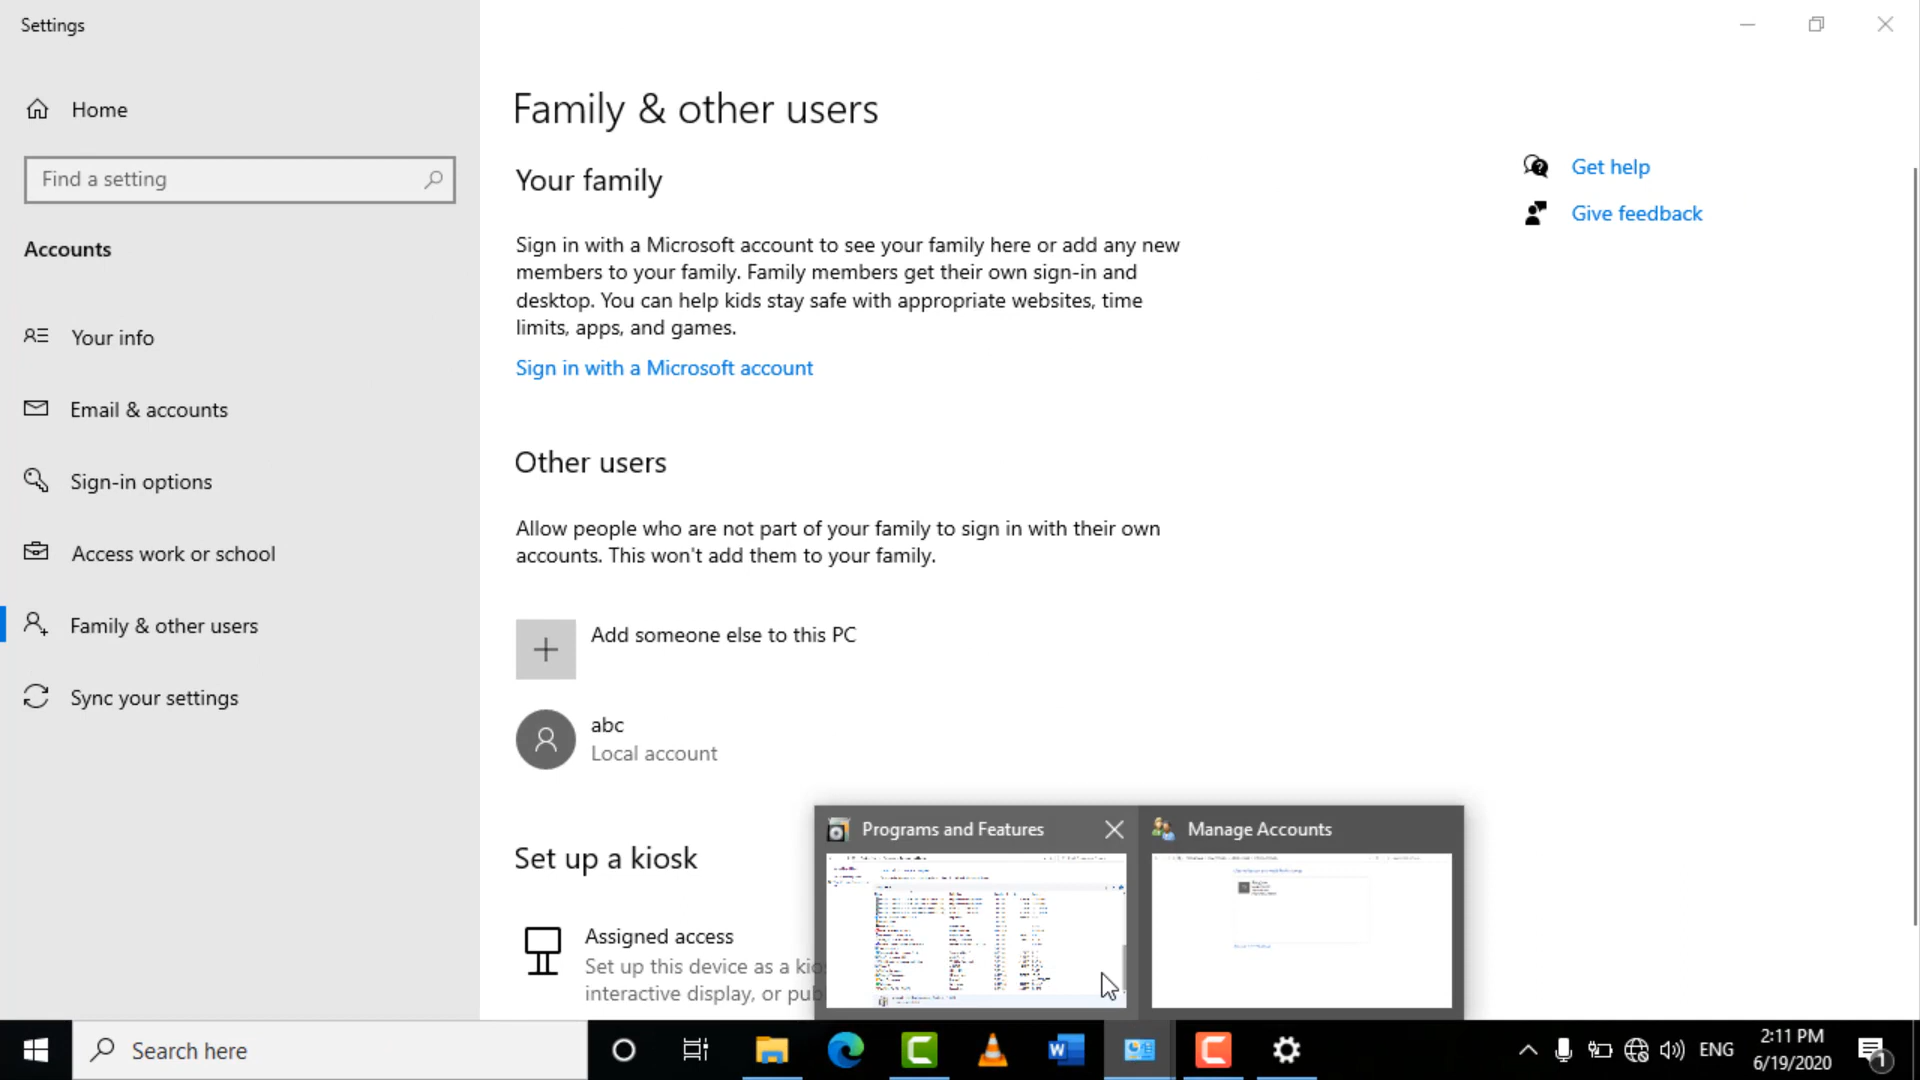 Settings
Home
Find a setting
Accounts
Your info
Email & accounts
Sign-in options
Access work or school
Family & other users
Sync your settings
Family & other users
Your family
Sign in with a Microsoft account to see your family here or add any new
members to your family. Family members get their own sign-in and
desktop. You can help kids stay safe with appropriate websites, time
limits, apps, and games.
Sign in with a Microsoft account
Other users
Allow people who are not part of your family to sign in with their own
accounts. This won't add them to your family.
Add someone else to this PC
abc
Local account
Set up a kiosk
Assigned access
Set up this device as a
interactive display, or
Get help
Give feedback
Programs and Features
Manage Accounts
Search here
ENG
2:11 PM
6/19/2020
1